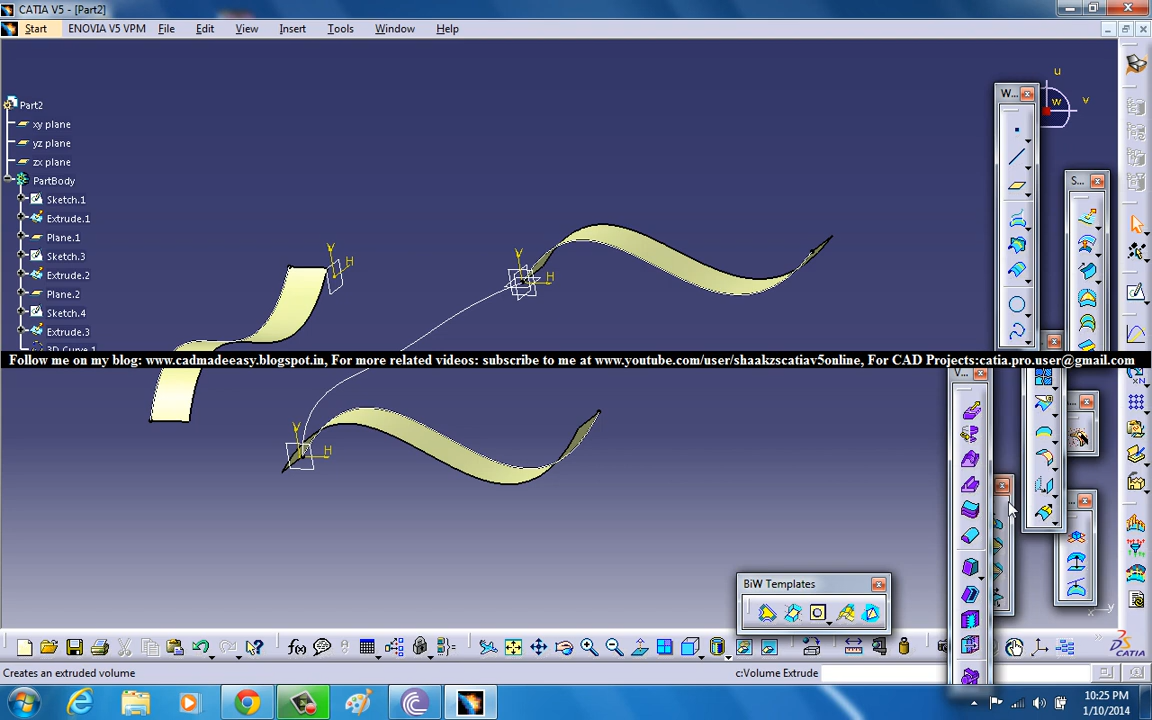 CATIA V5 - [Part2]
Start ENOVIA V5 VPM File Edit View Insert Tools Window Help
u
W...
w v
Part2
xy plane
yz plane
zx plane
PartBody
S...
Sketch.1
Extrude.1
Plane.1
V
V
H
Sketch.3
H
Extrude.2
Plane.2
Sketch.4
Extrude.3
3D Curve.1
Follow me on my blog: www.cadmadeeasy.blogspot.in, For more related videos: subscribe to me at www.youtube.com/user/shaakzscatiav5online, For CAD Projects:catia.pro.user@gmail.com
V...
V
H
BiW Templates
f(x)
CATIA
Creates an extruded volume c:Volume Extrude
10:25 PM
1/10/2014